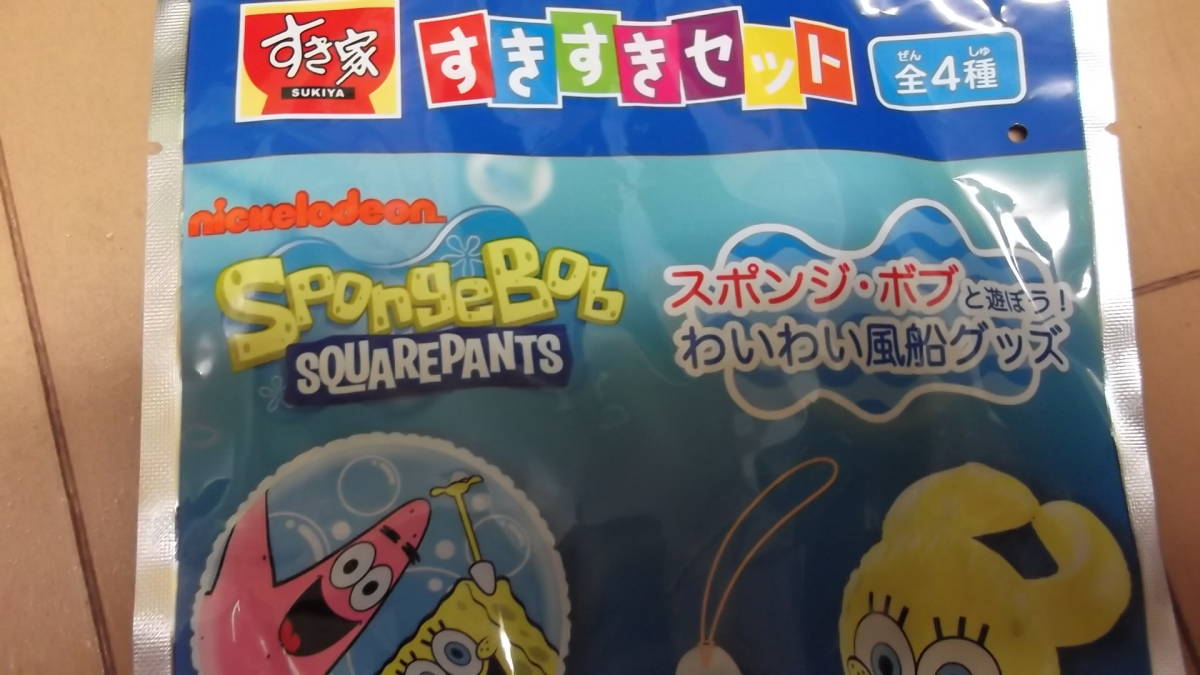 すき家
SUKIYA
すきすきセット
ぜん しゅ
全4種
nickelodeon
SpongeBob
SQUAREPANTS
スポンジ・ボブと遊ぼう!
わいわい風船グッズ